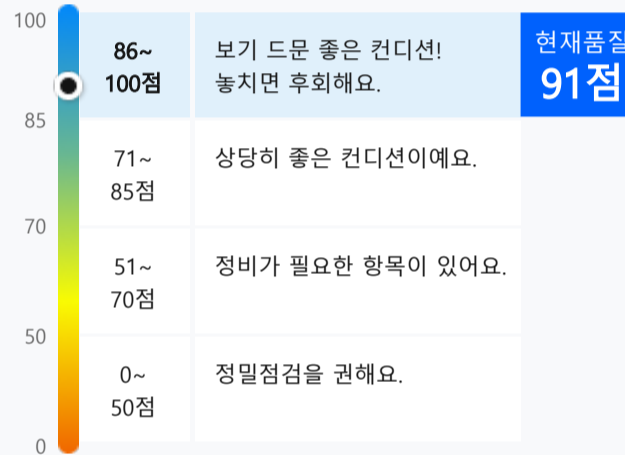 100
86~
100점
보기 드문 좋은 컨디션!
놓치면 후회해요.
현재품질
91점
85
71~
85점
상당히 좋은 컨디션이예요.
70
51~
70점
정비가 필요한 항목이 있어요.
50
0~
50점
정밀점검을 권해요.
0